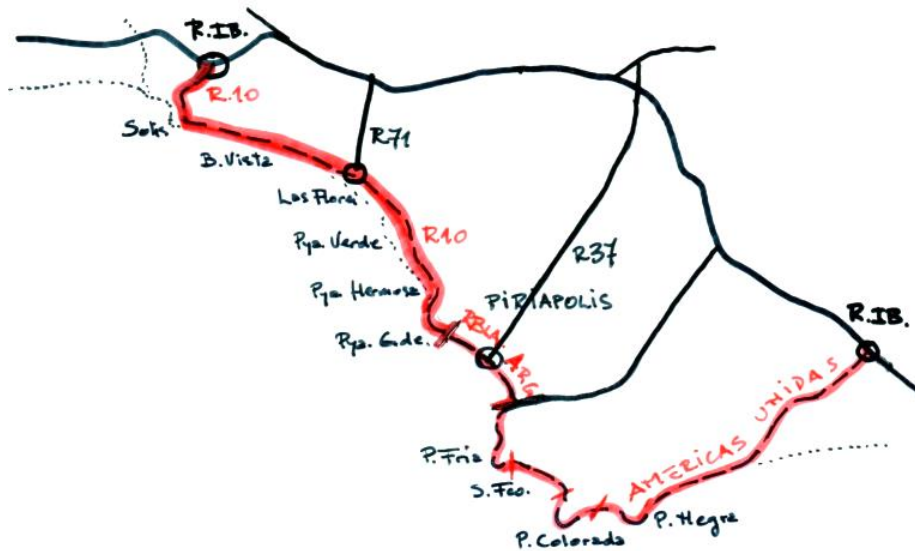 R.IB.
R.10
Solis
R71
B.Vista
Las Flores
R10
Pya. Verde
R37
Pya Hermosa
PIRIAPOLIS
R.IB.
RBLA. ARG.
Pya. Gde.
AMERICAS UNIDAS
P. Fria
S. Fco.
P. Colorada
P. Negra